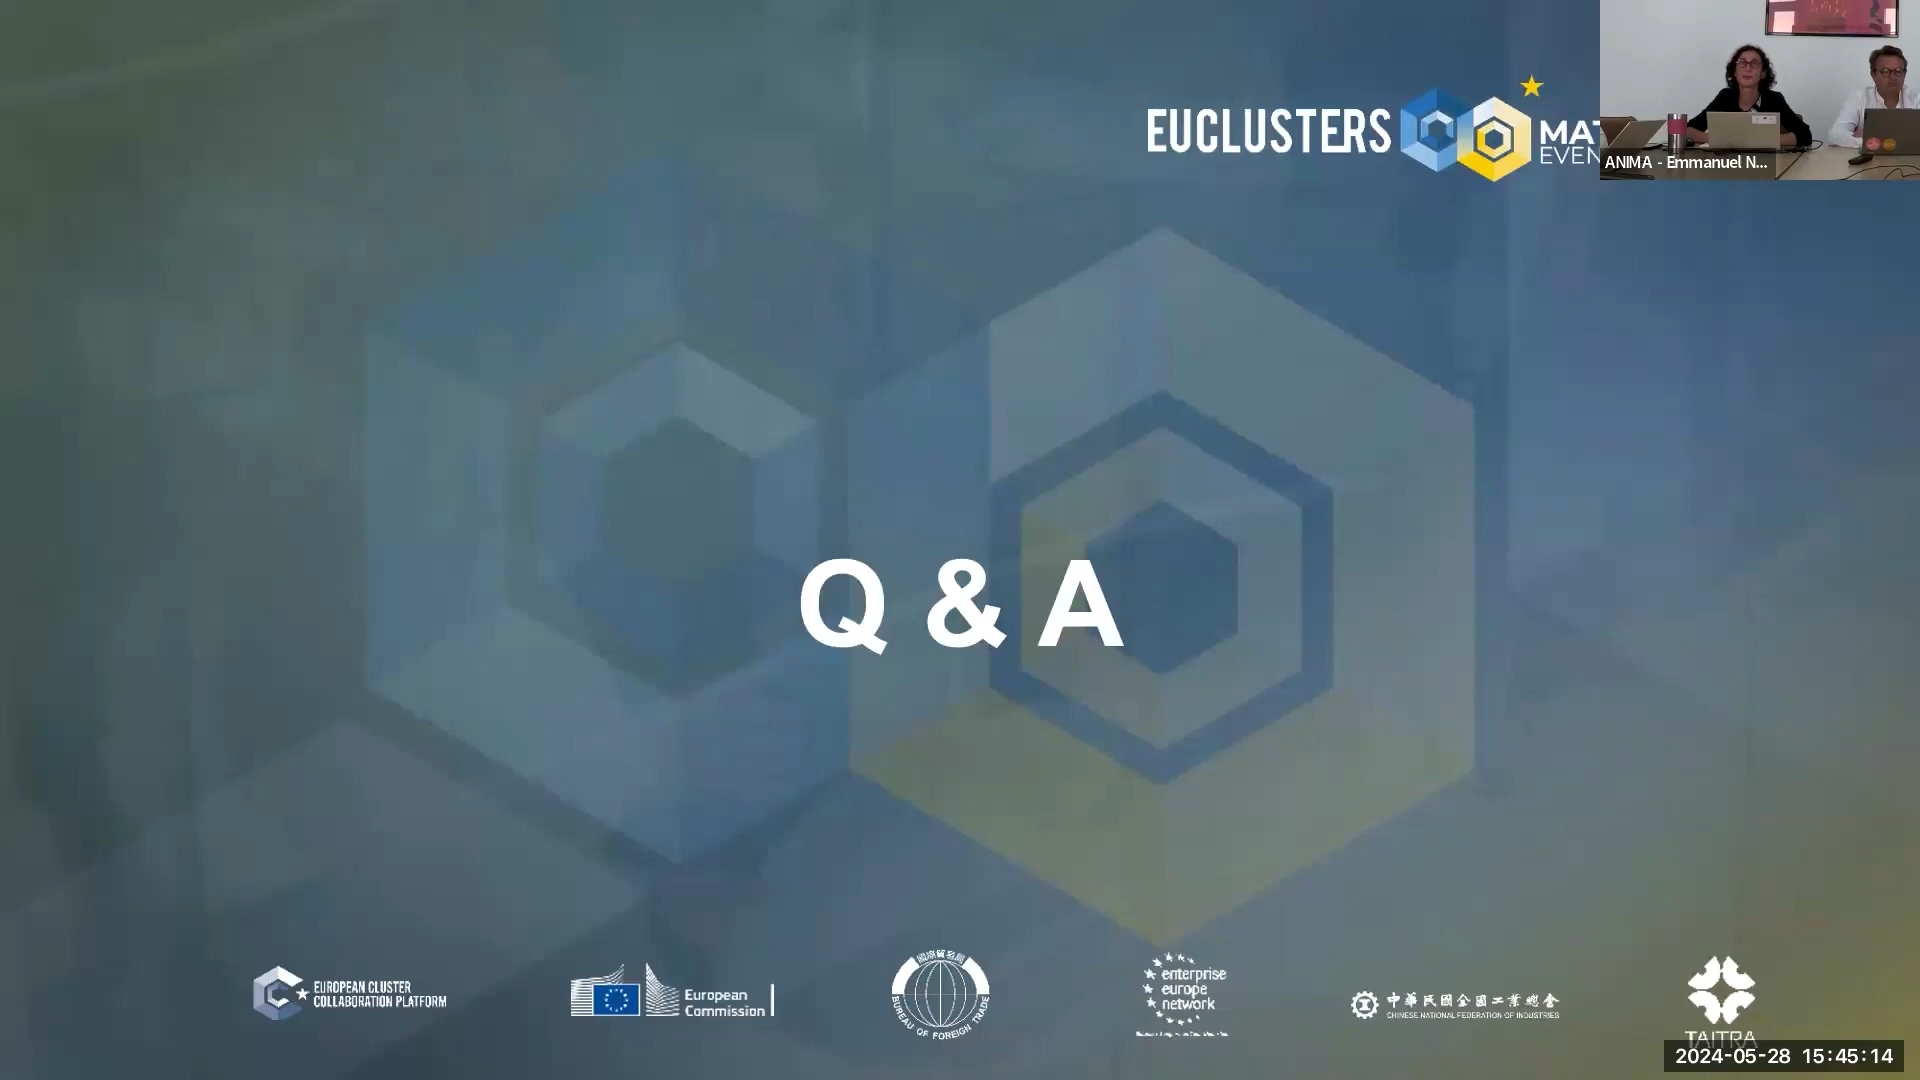 EUCLUSTERS
MAT
EVEN
ANIMA - Emmanuel N...
Q & A
EUROPEAN CLUSTER
COLLABORATION PLATFORM
European
Commission
BUREAU OF FOREIGN TRADE
enterprise
europe
network
中華民國全國工業總會
CHINESE NATIONAL FEDERATION OF INDUSTRIES
TAITRA
2024-05-28 15:45:14